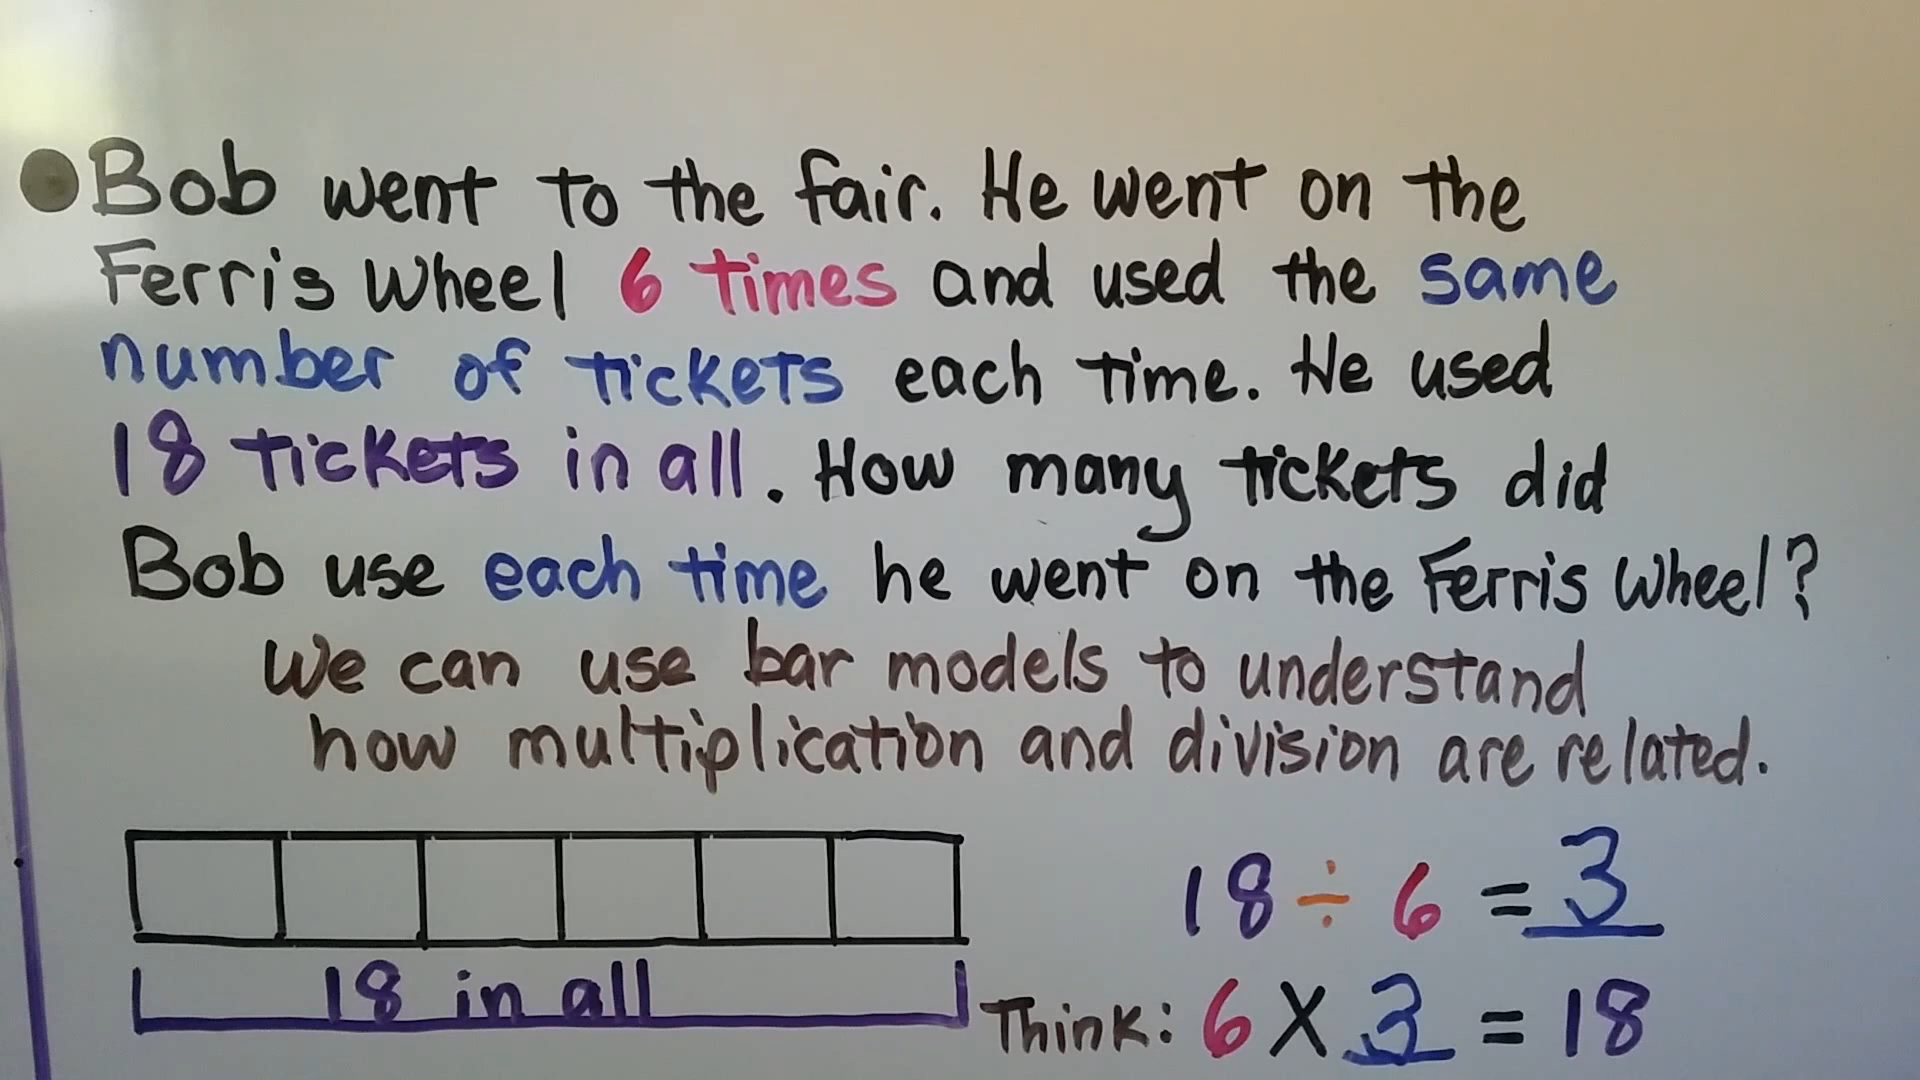 Bob went to the fair. He went on the
Ferris Wheel 6 times and used the same
number of tickets each time. He used
18 tickets in all. How many tickets did
Bob use each time he went on the Ferris Wheel?
We can use bar models to understand
how multiplication and division are related.
18 ÷ 6 = 3
18 in all
Think: 6 X 3 = 18